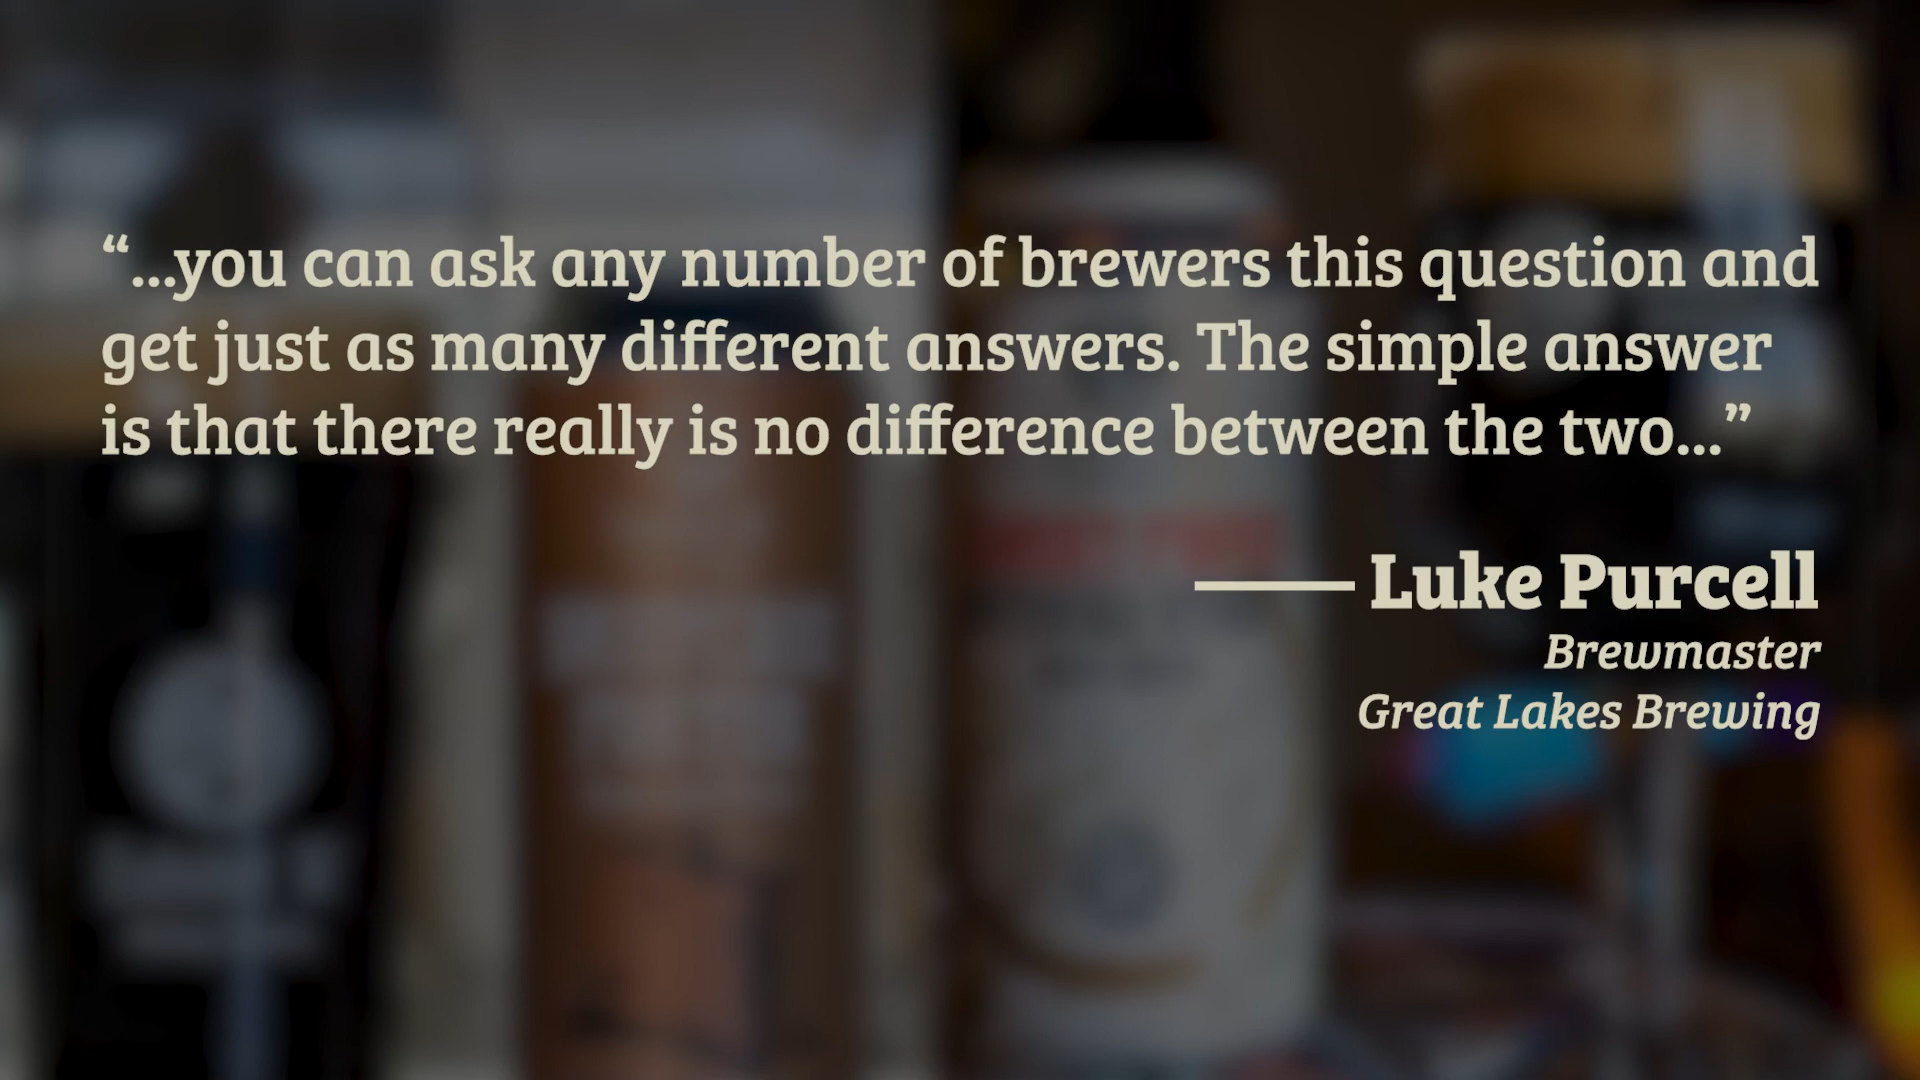 “...you can ask any number of brewers this question and
get just as many different answers. The simple answer
is that there really is no difference between the two...”
Luke Purcell
Brewmaster
Great Lakes Brewing